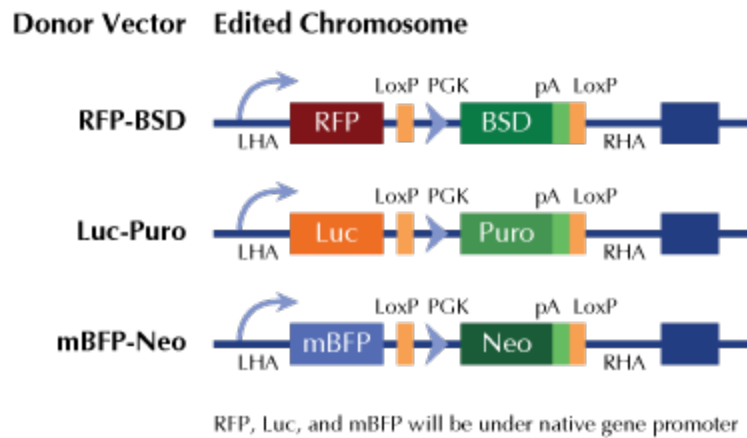 Donor Vector Edited Chromosome
LoxP PGK pA LoxP
RFP-BSD RFP BSD
LHA RHA
LoxP PGK pA LoxP
Luc-Puro Luc Puro
LHA RHA
LoxP PGK pA LoxP
mBFP-Neo mBFP Neo
LHA RHA
RFP, Luc, and mBFP will be under native gene promoter